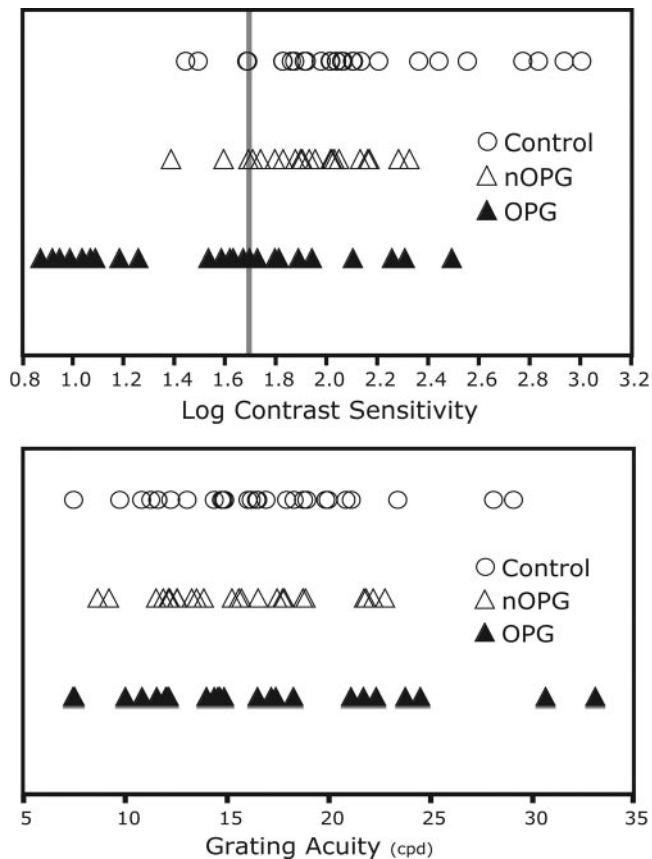 Control
nOPG
OPG
0.8 1.0 1.2 1.4 1.6 1.8 2.0 2.2 2.4 2.6 2.8 3.0 3.2
Log Contrast Sensitivity
Control
nOPG
OPG
5 10 15 20 25 30 35
Grating Acuity (cpd)